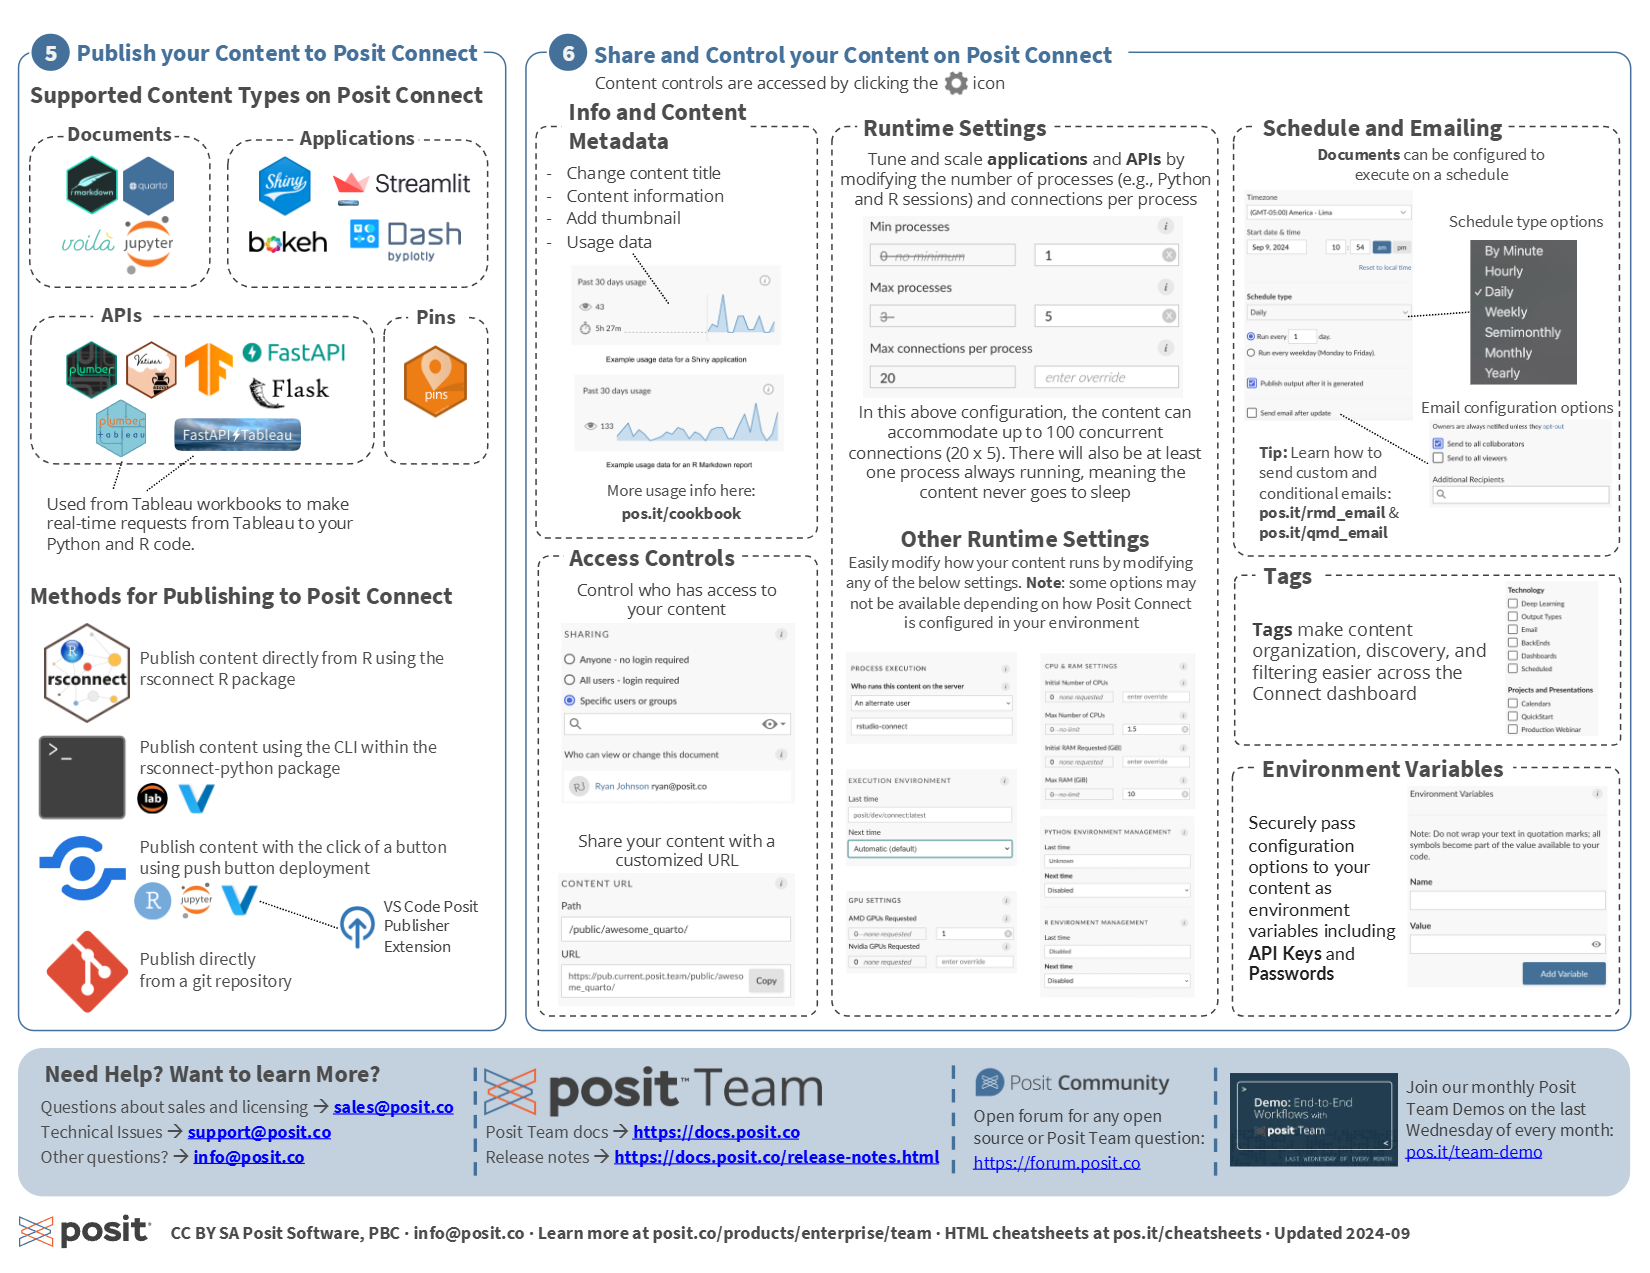 5 Publish your Content to Posit Connect
Supported Content Types on Posit Connect
Documents
rmarkdown
quarto
voilà
jupyter
Applications
Shiny
Streamlit
bokeh
Dash
by plotly
APIs
plumber
Vetiver
FastAPI
Flask
plumber
tableau
FastAPI Tableau
Pins
pins
Used from Tableau workbooks to make
real-time requests from Tableau to your
Python and R code.
Methods for Publishing to Posit Connect
R
rsconnect
Publish content directly from R using the
rsconnect R package
>_
Publish content using the CLI within the
rsconnect-python package
lab
Publish content with the click of a button
using push button deployment
R
jupyter
VS Code Posit
Publisher
Extension
Publish directly
from a git repository
6 Share and Control your Content on Posit Connect
Content controls are accessed by clicking the icon
Info and Content
Metadata
- Change content title
- Content information
- Add thumbnail
- Usage data
Past 30 days usage
43
5h 27m
Example usage data for a Shiny application
Past 30 days usage
133
Example usage data for an R Markdown report
More usage info here:
pos.it/cookbook
Access Controls
Control who has access to
your content
SHARING
Anyone - no login required
All users - login required
Specific users or groups
Who can view or change this document
RJ Ryan Johnson ryan@posit.co
Share your content with a
customized URL
CONTENT URL
Path
/public/awesome_quarto/
URL
https://pub.current.posit.team/public/aweso
me_quarto/
Copy
Runtime Settings
Tune and scale applications and APIs by
modifying the number of processes (e.g., Python
and R sessions) and connections per process
Min processes
0 no minimum 1
Max processes
3 5
Max connections per process
20 enter override
In this above configuration, the content can
accommodate up to 100 concurrent
connections (20 x 5). There will also be at least
one process always running, meaning the
content never goes to sleep
Other Runtime Settings
Easily modify how your content runs by modifying
any of the below settings. Note: some options may
not be available depending on how Posit Connect
is configured in your environment
PROCESS EXECUTION
Who runs this content on the server
An alternate user
rstudio-connect
EXECUTION ENVIRONMENT
Last time
posit/dev/connect:latest
Next time
Automatic (default)
GPU SETTINGS
AMD GPUs Requested
0 none requested 1
Nvidia GPUs Requested
0 none requested enter override
CPU & RAM SETTINGS
Initial Number of CPUs
0 none requested enter override
Max Number of CPUs
0 no limit 1.5
Initial RAM Requested (GiB)
0 none requested enter override
Max RAM (GiB)
0 no limit 10
PYTHON ENVIRONMENT MANAGEMENT
Last time
Unknown
Next time
Disabled
R ENVIRONMENT MANAGEMENT
Last time
Disabled
Next time
Disabled
Schedule and Emailing
Documents can be configured to
execute on a schedule
Timezone
(GMT-05:00) America - Lima
Start date & time
Sep 9, 2024 10 : 54 am pm
Reset to local time
Schedule type
Daily
Run every 1 day.
Run every weekday (Monday to Friday).
Publish output after it is generated
Send email after update
Schedule type options
By Minute
Hourly
✓ Daily
Weekly
Semimonthly
Monthly
Yearly
Email configuration options
Owners are always notified unless they opt-out
Send to all collaborators
Send to all viewers
Additional Recipients
Tip: Learn how to
send custom and
conditional emails:
pos.it/rmd_email &
pos.it/qmd_email
Tags
Tags make content
organization, discovery, and
filtering easier across the
Connect dashboard
Technology
Deep Learning
Output Types
Email
BackEnds
Dashboards
Scheduled
Projects and Presentations
Calendars
QuickStart
Production Webinar
Environment Variables
Securely pass
configuration
options to your
content as
environment
variables including
API Keys and
Passwords
Environment Variables
Note: Do not wrap your text in quotation marks; all
symbols become part of the value available to your
code.
Name
Value
Add Variable
Need Help? Want to learn More?
Questions about sales and licensing → sales@posit.co
Technical Issues → support@posit.co
Other questions? → info@posit.co
posit™ Team
Posit Team docs → https://docs.posit.co
Release notes → https://docs.posit.co/release-notes.html
Posit Community
Open forum for any open
source or Posit Team question:
https://forum.posit.co
>
Demo: End-to-End
Workflows with
posit Team
<
LAST WEDNESDAY OF EVERY MONTH
Join our monthly Posit
Team Demos on the last
Wednesday of every month:
pos.it/team-demo
posit CC BY SA Posit Software, PBC · info@posit.co · Learn more at posit.co/products/enterprise/team · HTML cheatsheets at pos.it/cheatsheets · Updated 2024-09